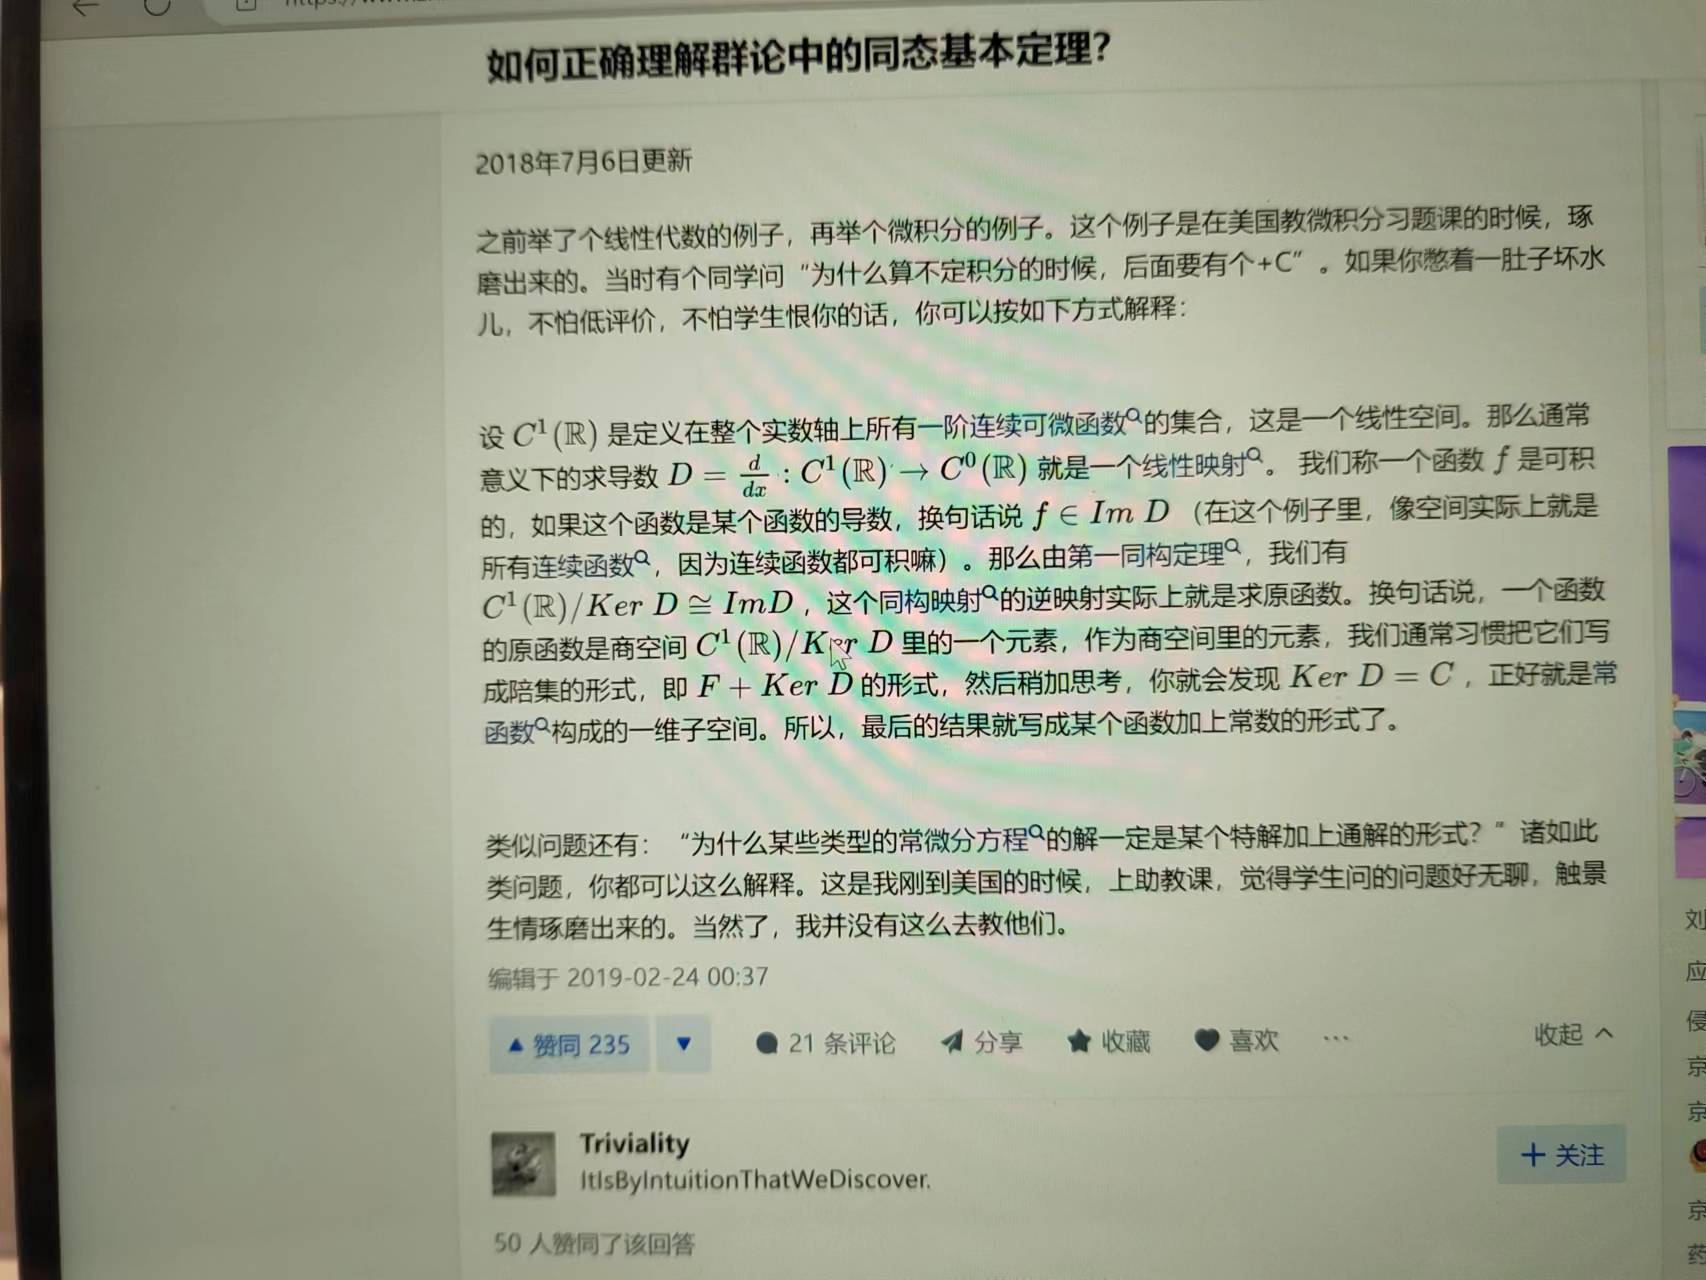 如何正确理解群论中的同态基本定理?
2018年7月6日更新
之前举了个线性代数的例子，再举个微积分的例子。这个例子是在美国教微积分习题课的时候，琢
磨出来的。当时有个同学问“为什么算不定积分的时候，后面要有个+C”。如果你憋着一肚子坏水
儿，不怕低评价，不怕学生恨你的话，你可以按如下方式解释：
设 C¹(ℝ) 是定义在整个实数轴上所有一阶连续可微函数的集合，这是一个线性空间。那么通常
意义下的求导数 D = d/dx : C¹(ℝ) → C⁰(ℝ) 就是一个线性映射。 我们称一个函数 f 是可积
的，如果这个函数是某个函数的导数，换句话说 f ∈ Im D （在这个例子里，像空间实际上就是
所有连续函数，因为连续函数都可积嘛）。那么由第一同构定理，我们有
C¹(ℝ)/Ker D ≅ ImD ，这个同构映射的逆映射实际上就是求原函数。换句话说，一个函数
的原函数是商空间 C¹(ℝ)/Ker D 里的一个元素，作为商空间里的元素，我们通常习惯把它们写
成陪集的形式，即 F + Ker D 的形式，然后稍加思考，你就会发现 Ker D = C ，正好就是常
函数构成的一维子空间。所以，最后的结果就写成某个函数加上常数的形式了。
类似问题还有：“为什么某些类型的常微分方程的解一定是某个特解加上通解的形式？”诸如此
类问题，你都可以这么解释。这是我刚到美国的时候，上助教课，觉得学生问的问题好无聊，触景
生情琢磨出来的。当然了，我并没有这么去教他们。
编辑于 2019-02-24 00:37
赞同 235 21 条评论 分享 收藏 喜欢 ··· 收起
Triviality
ItIsByIntuitionThatWeDiscover.
+ 关注
50 人赞同了该回答
刘
应
侵
京
京
京
药